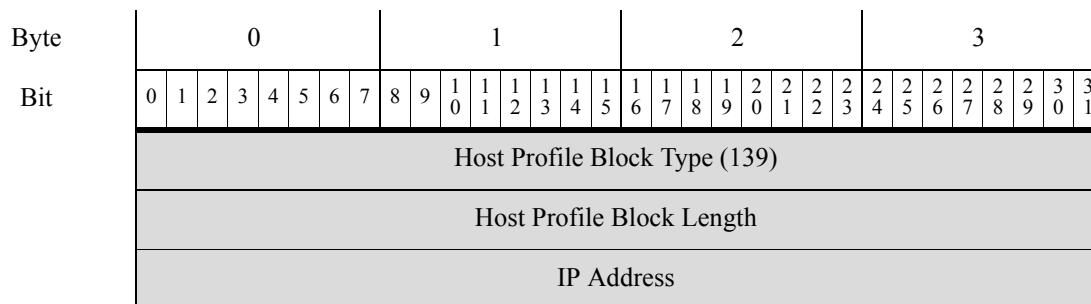 Byte 0 1 2 3
Bit 0 1 2 3 4 5 6 7 8 9 10 11 12 13 14 15 16 17 18 19 20 21 22 23 24 25 26 27 28 29 30 31
Host Profile Block Type (139)
Host Profile Block Length
IP Address